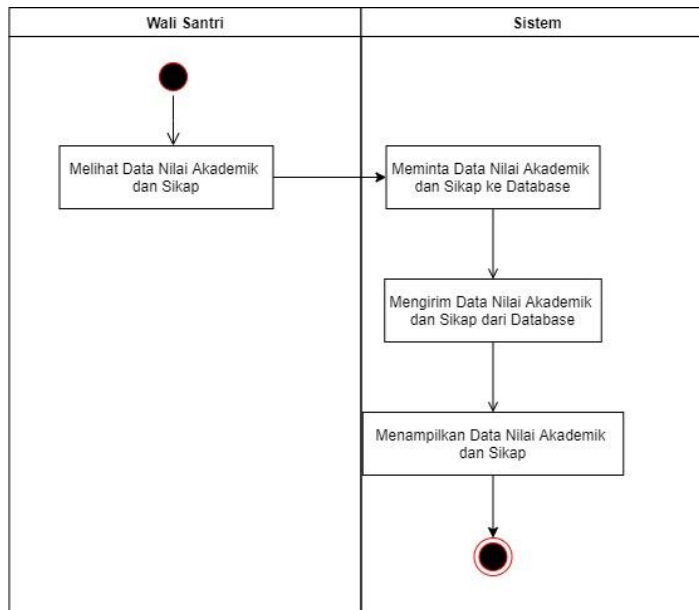 Wali Santri
Sistem
Melihat Data Nilai Akademik
dan Sikap
Meminta Data Nilai Akademik
dan Sikap ke Database
Mengirim Data Nilai Akademik
dan Sikap dari Database
Menampilkan Data Nilai Akademik
dan Sikap